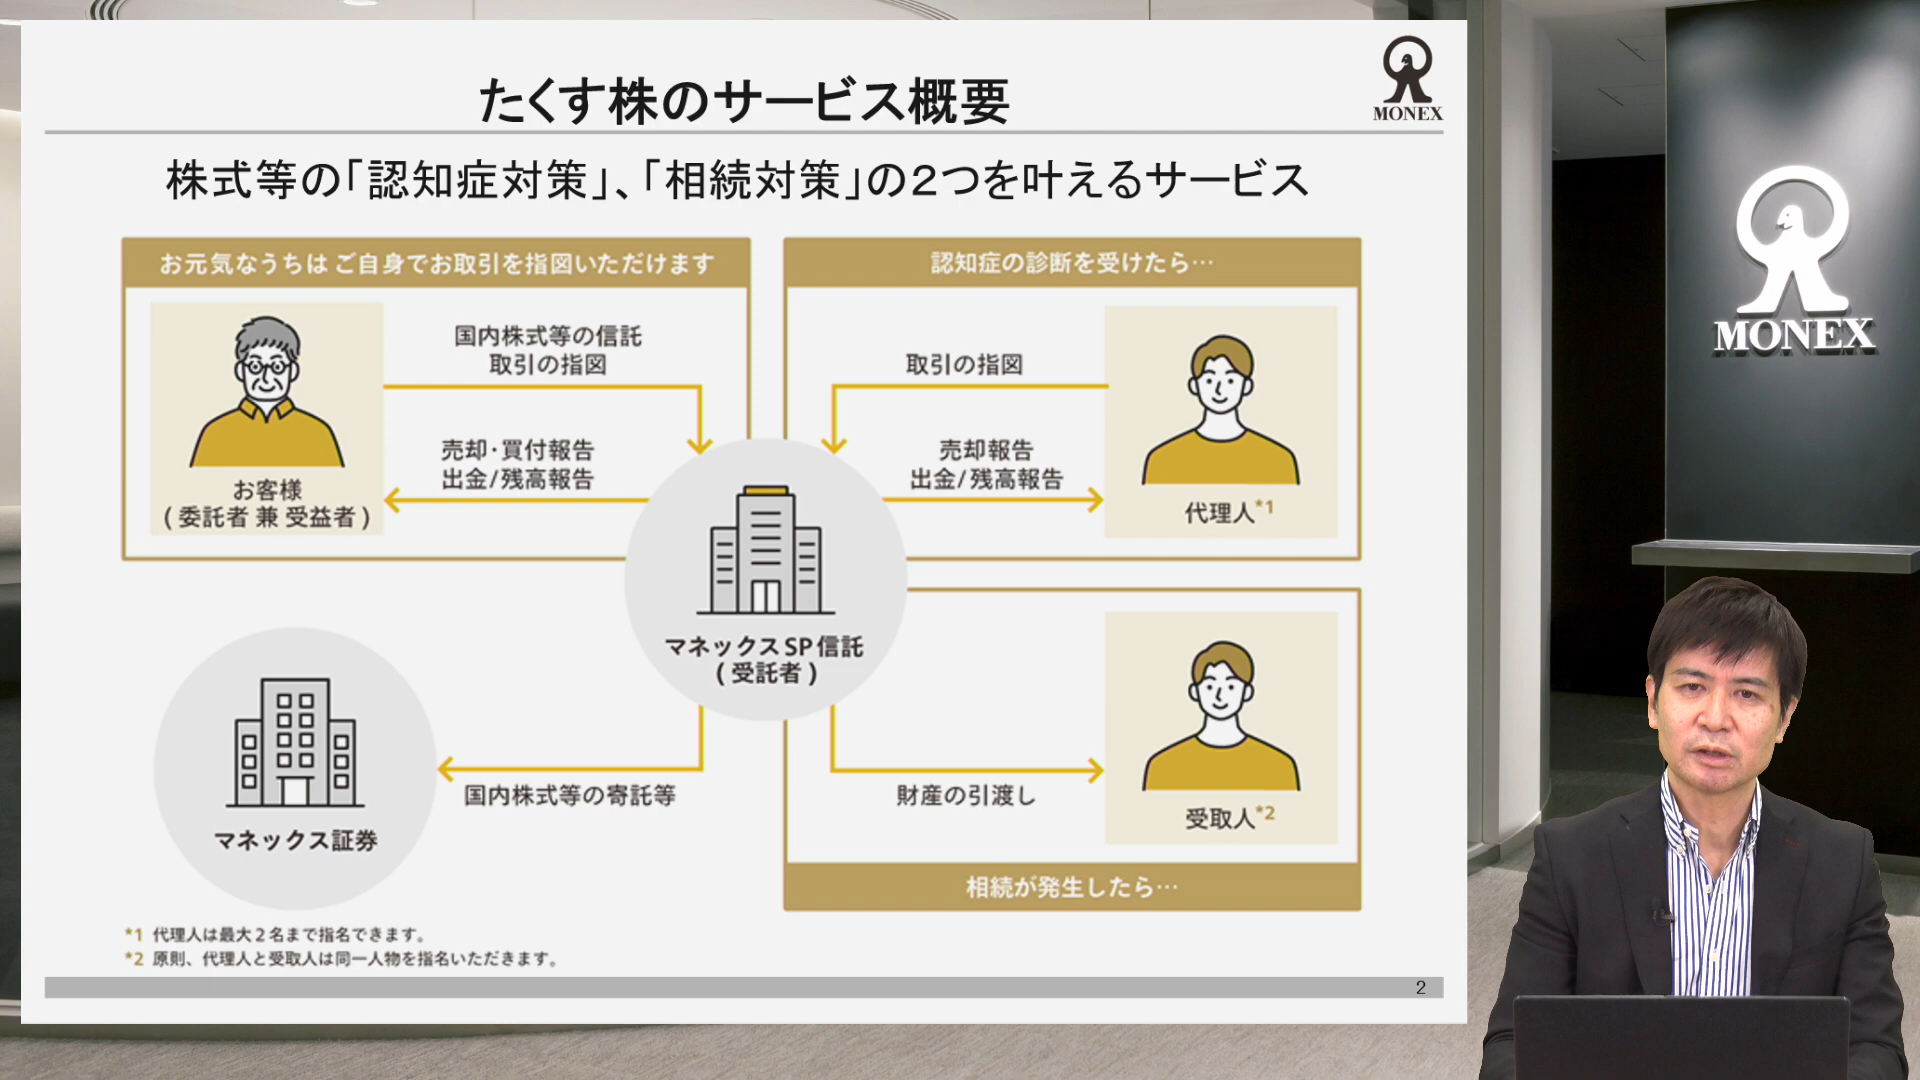 たくす株のサービス概要
MONEX
株式等の「認知症対策」、「相続対策」の２つを叶えるサービス
お元気なうちは ご自身でお取引を指図いただけます
国内株式等の信託
取引の指図
売却・買付報告
出金/残高報告
お客様
( 委託者 兼 受益者 )
認知症の診断を受けたら…
取引の指図
売却報告
出金/残高報告
代理人*1
マネックスSP信託
( 受託者 )
マネックス証券
国内株式等の寄託等
財産の引渡し
受取人*2
相続が発生したら…
*1 代理人は最大２名まで指名できます。
*2 原則、代理人と受取人は同一人物を指名いただきます。
2
MONEX